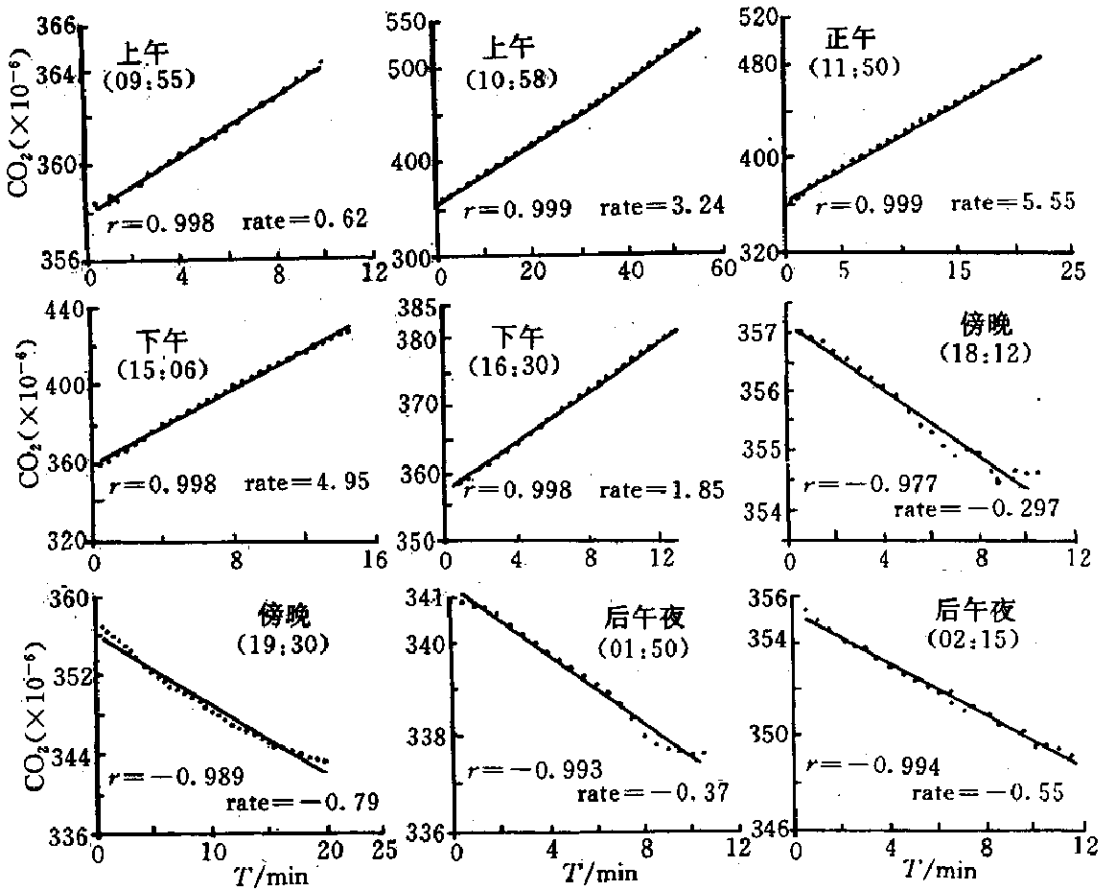 CO₂(×10⁻⁶)
366
364
360
356
上午
(09:55)
r=0.998 rate=0.62
0 4 8 12
550
500
400
300
上午
(10:58)
r=0.999 rate=3.24
0 20 40 60
520
480
400
320
正午
(11:50)
r=0.999 rate=5.55
0 5 15 25
CO₂(×10⁻⁶)
440
400
360
320
下午
(15:06)
r=0.998 rate=4.95
0 8 16
385
380
370
360
350
下午
(16:30)
r=0.998 rate=1.85
0 4 8 12
357
356
355
354
傍晚
(18:12)
r=-0.977
rate=-0.297
0 4 8 12
CO₂(×10⁻⁶)
360
352
344
336
傍晚
(19:30)
r=-0.989
rate=-0.79
0 10 20 25
T/min
341
340
338
336
后午夜
(01:50)
r=-0.993
rate=-0.37
0 4 8 12
T/min
356
354
350
346
后午夜
(02:15)
r=-0.994
rate=-0.55
0 4 8 12
T/min